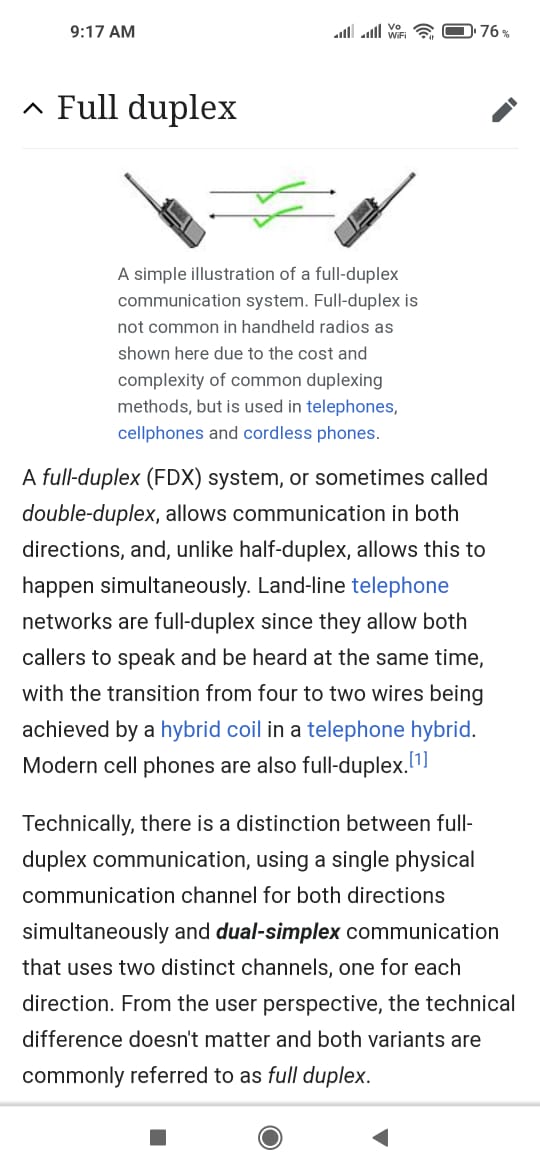 9:17 AM
Vo
WiFi
76%
Full duplex
A simple illustration of a full-duplex
communication system. Full-duplex is
not common in handheld radios as
shown here due to the cost and
complexity of common duplexing
methods, but is used in telephones,
cellphones and cordless phones.
A full-duplex (FDX) system, or sometimes called
double-duplex, allows communication in both
directions, and, unlike half-duplex, allows this to
happen simultaneously. Land-line telephone
networks are full-duplex since they allow both
callers to speak and be heard at the same time,
with the transition from four to two wires being
achieved by a hybrid coil in a telephone hybrid.
Modern cell phones are also full-duplex.[1]
Technically, there is a distinction between full-
duplex communication, using a single physical
communication channel for both directions
simultaneously and dual-simplex communication
that uses two distinct channels, one for each
direction. From the user perspective, the technical
difference doesn't matter and both variants are
commonly referred to as full duplex.